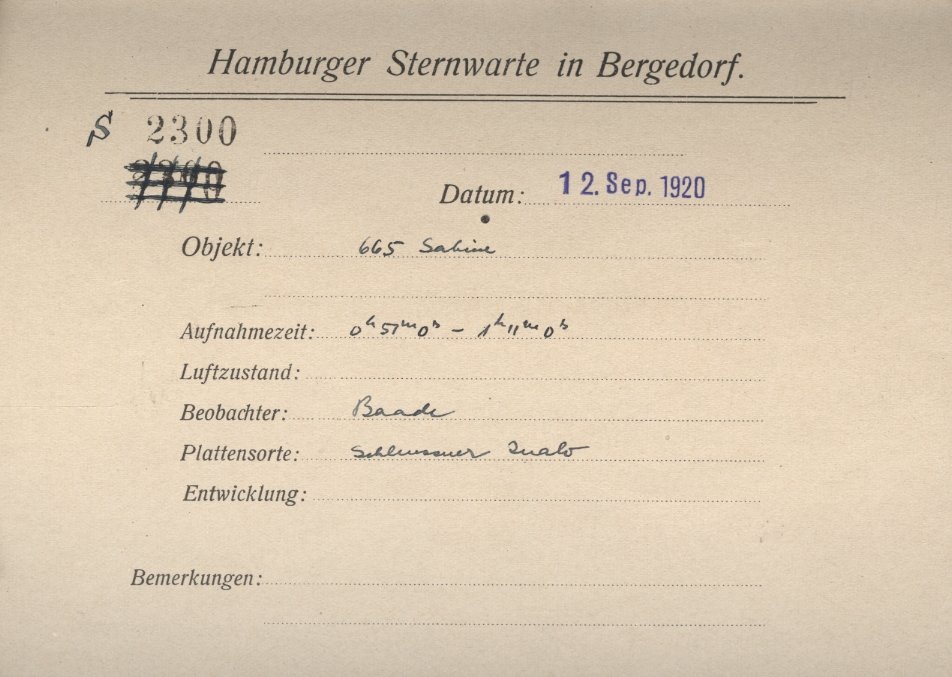 Hamburger Sternwarte in Bergedorf.
S 2300
Datum: 12. Sep. 1920
Objekt: 665 Sabine
Aufnahmezeit: 0h 51m 0s - 1h 11m 0s
Luftzustand:
Beobachter: Baade
Plattensorte: Schleussner
Entwicklung:
Bemerkungen: